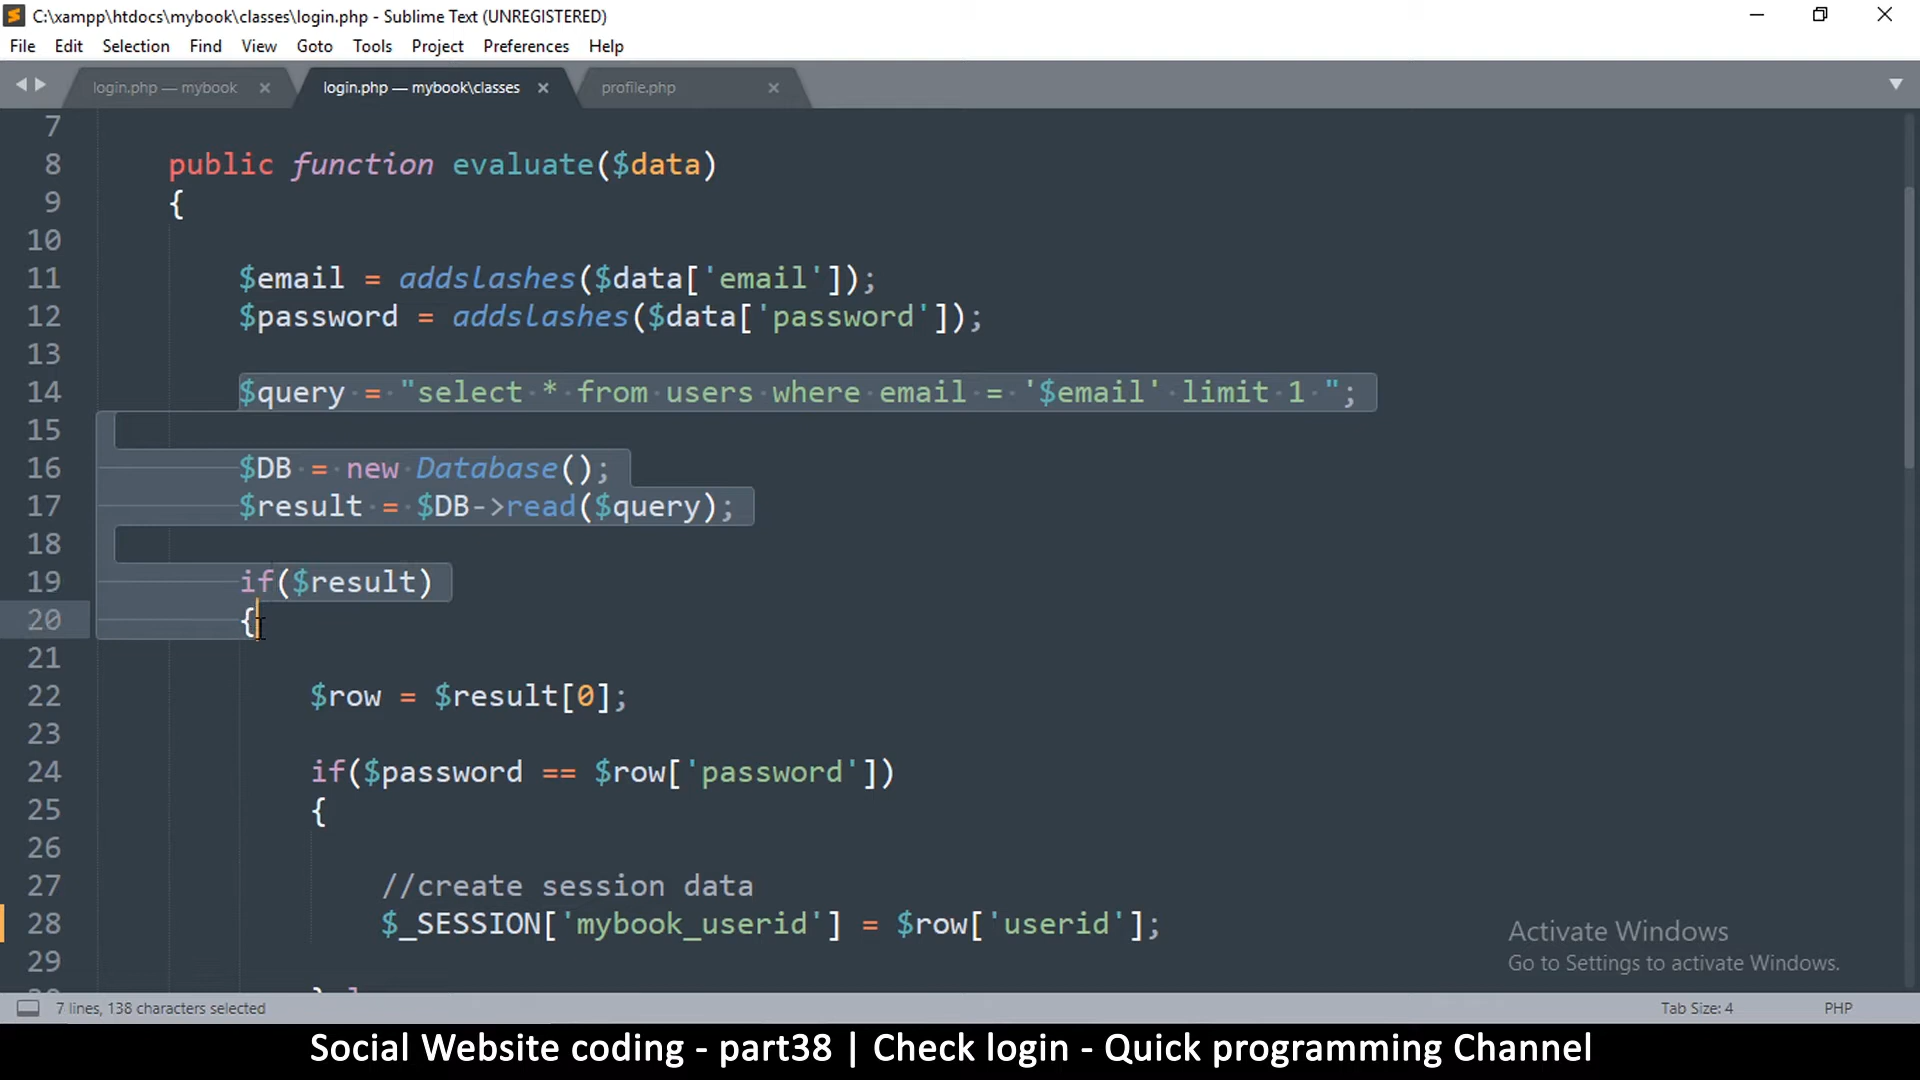 C:\xampp\htdocs\mybook\classes\login.php - Sublime Text (UNREGISTERED)
File Edit Selection Find View Goto Tools Project Preferences Help
login.php — mybook × login.php — mybook\classes × profile.php ×
7
8 public function evaluate($data)
9 {
10
11 $email = addslashes($data['email']);
12 $password = addslashes($data['password']);
13
14 $query = "select * from users where email = '$email' limit 1 ";
15
16 $DB = new Database();
17 $result = $DB->read($query);
18
19 if($result)
20 {
21
22 $row = $result[0];
23
24 if($password == $row['password'])
25 {
26
27 //create session data
28 $_SESSION['mybook_userid'] = $row['userid'];
29
Activate Windows
Go to Settings to activate Windows.
7 lines, 138 characters selected Tab Size: 4 PHP
Social Website coding - part38 | Check login - Quick programming Channel